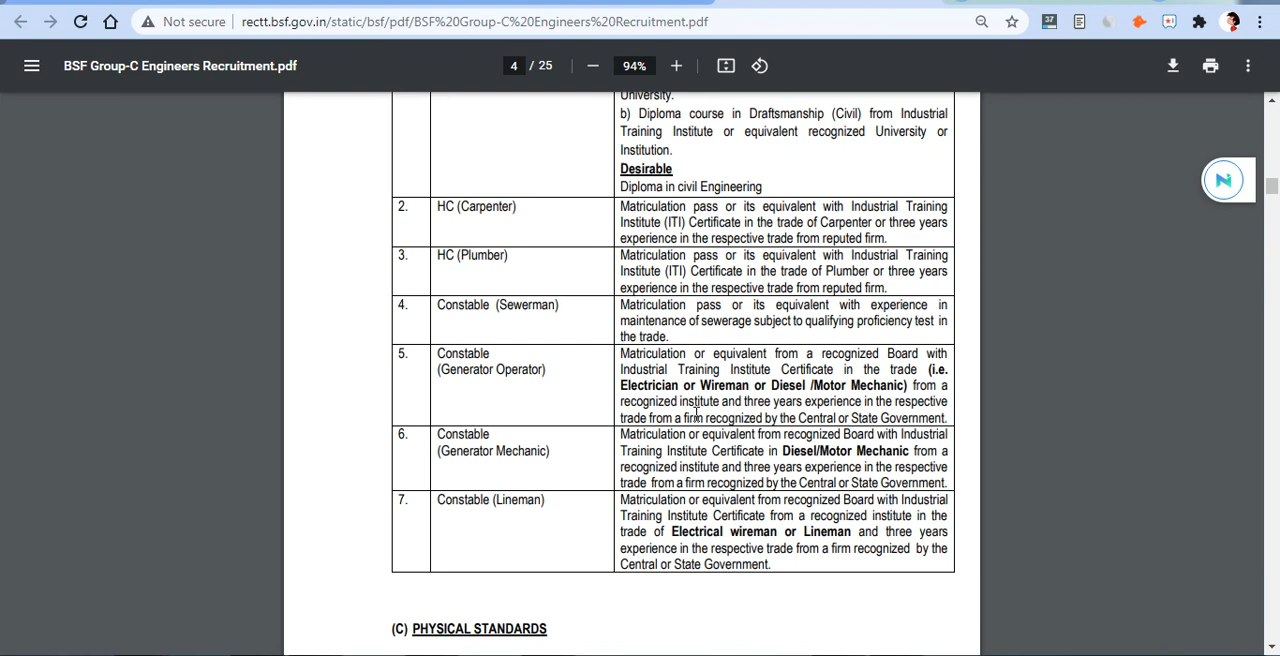 Not secure | rectt.bsf.gov.in/static/bsf/pdf/BSF%20Group-C%20Engineers%20Recruitment.pdf
37
BSF Group-C Engineers Recruitment.pdf
4 / 25
94%
University.
b) Diploma course in Draftsmanship (Civil) from Industrial
Training Institute or equivalent recognized University or
Institution.
Desirable
Diploma in civil Engineering
2. HC (Carpenter) Matriculation pass or its equivalent with Industrial Training
Institute (ITI) Certificate in the trade of Carpenter or three years
experience in the respective trade from reputed firm.
3. HC (Plumber) Matriculation pass or its equivalent with Industrial Training
Institute (ITI) Certificate in the trade of Plumber or three years
experience in the respective trade from reputed firm.
4. Constable (Sewerman) Matriculation pass or its equivalent with experience in
maintenance of sewerage subject to qualifying proficiency test in
the trade.
5. Constable Matriculation or equivalent from a recognized Board with
(Generator Operator) Industrial Training Institute Certificate in the trade (i.e.
Electrician or Wireman or Diesel /Motor Mechanic) from a
recognized institute and three years experience in the respective
trade from a firm recognized by the Central or State Government.
6. Constable Matriculation or equivalent from recognized Board with Industrial
(Generator Mechanic) Training Institute Certificate in Diesel/Motor Mechanic from a
recognized institute and three years experience in the respective
trade from a firm recognized by the Central or State Government.
7. Constable (Lineman) Matriculation or equivalent from recognized Board with Industrial
Training Institute Certificate from a recognized institute in the
trade of Electrical wireman or Lineman and three years
experience in the respective trade from a firm recognized by the
Central or State Government.
(C) PHYSICAL STANDARDS